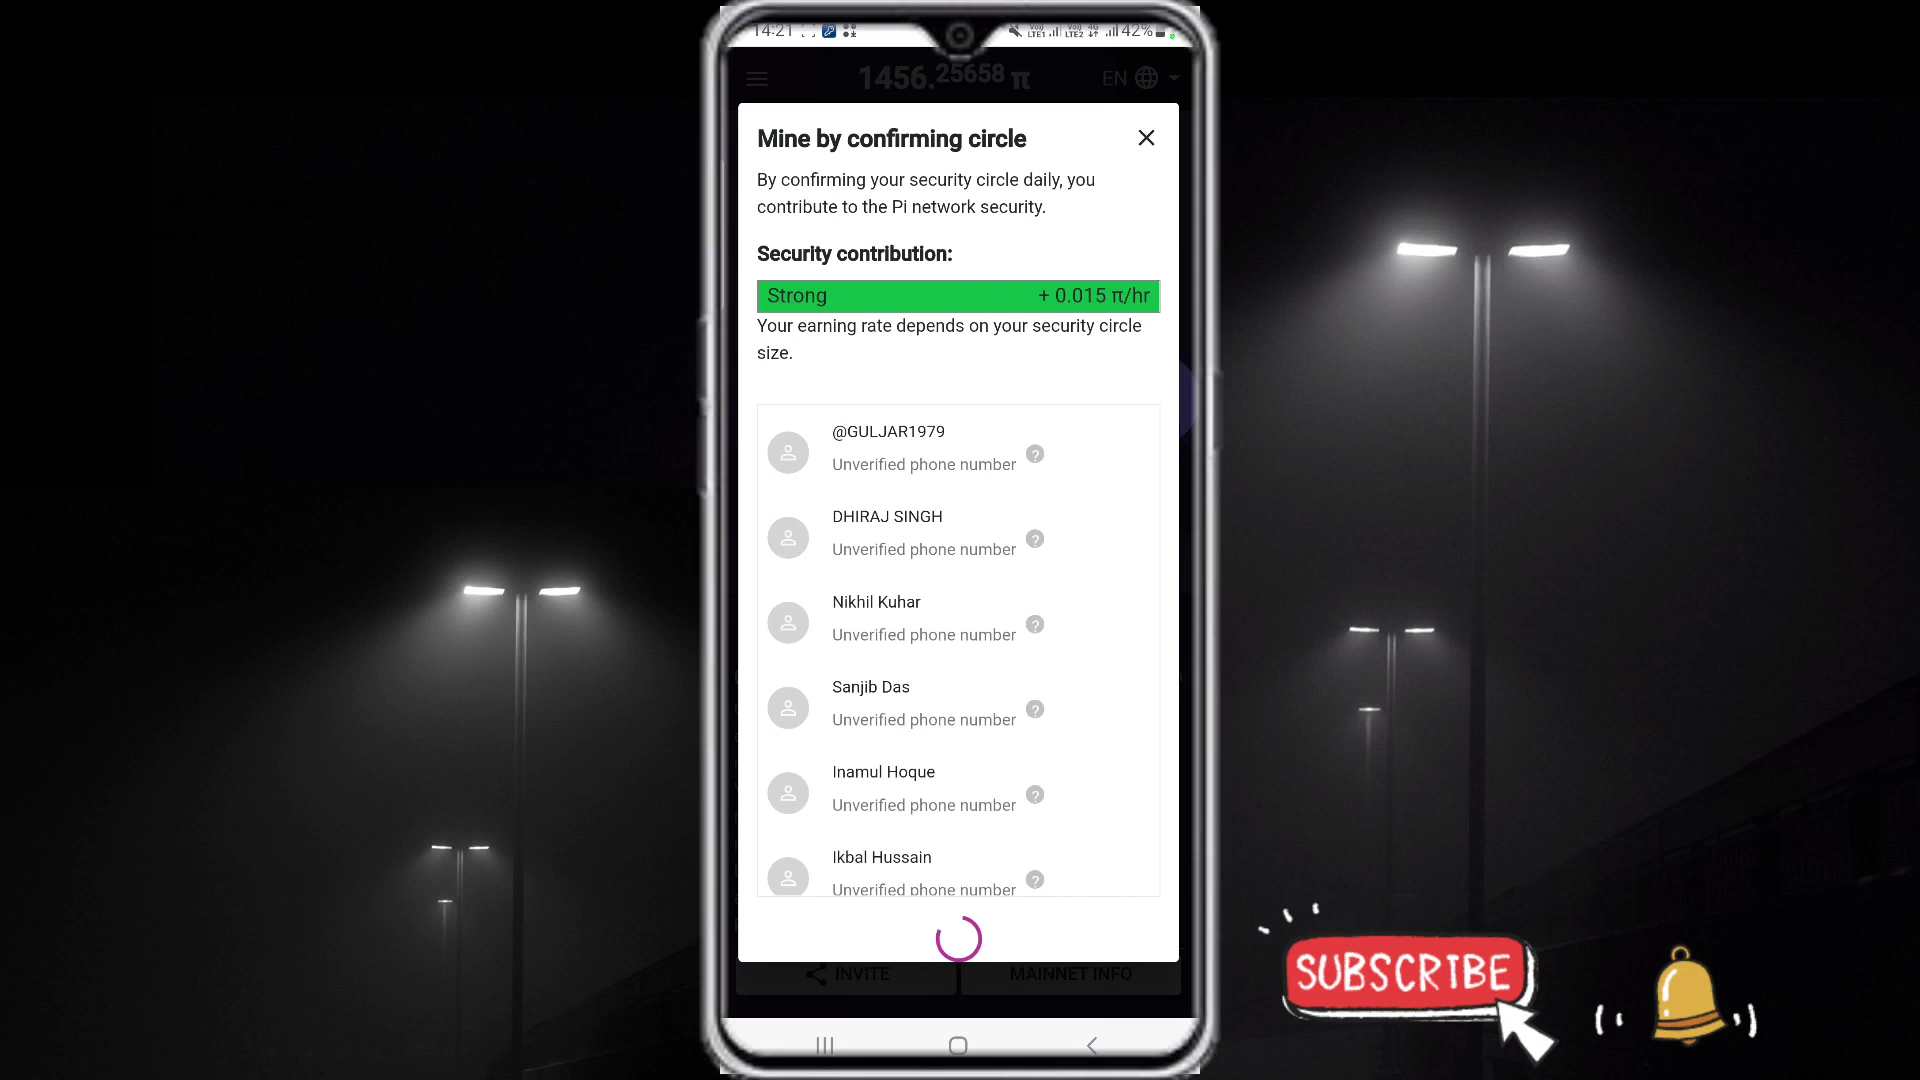 14:21
LTE1 LTE2 4G 42%
1456.25658 π EN
Mine by confirming circle
By confirming your security circle daily, you
contribute to the Pi network security.
Security contribution:
Strong + 0.015 π/hr
Your earning rate depends on your security circle
size.
@GULJAR1979
Unverified phone number ?
DHIRAJ SINGH
Unverified phone number ?
Nikhil Kuhar
Unverified phone number ?
Sanjib Das
Unverified phone number ?
Inamul Hoque
Unverified phone number ?
Ikbal Hussain
Unverified phone number ?
INVITE MAINNET INFO
SUBSCRIBE